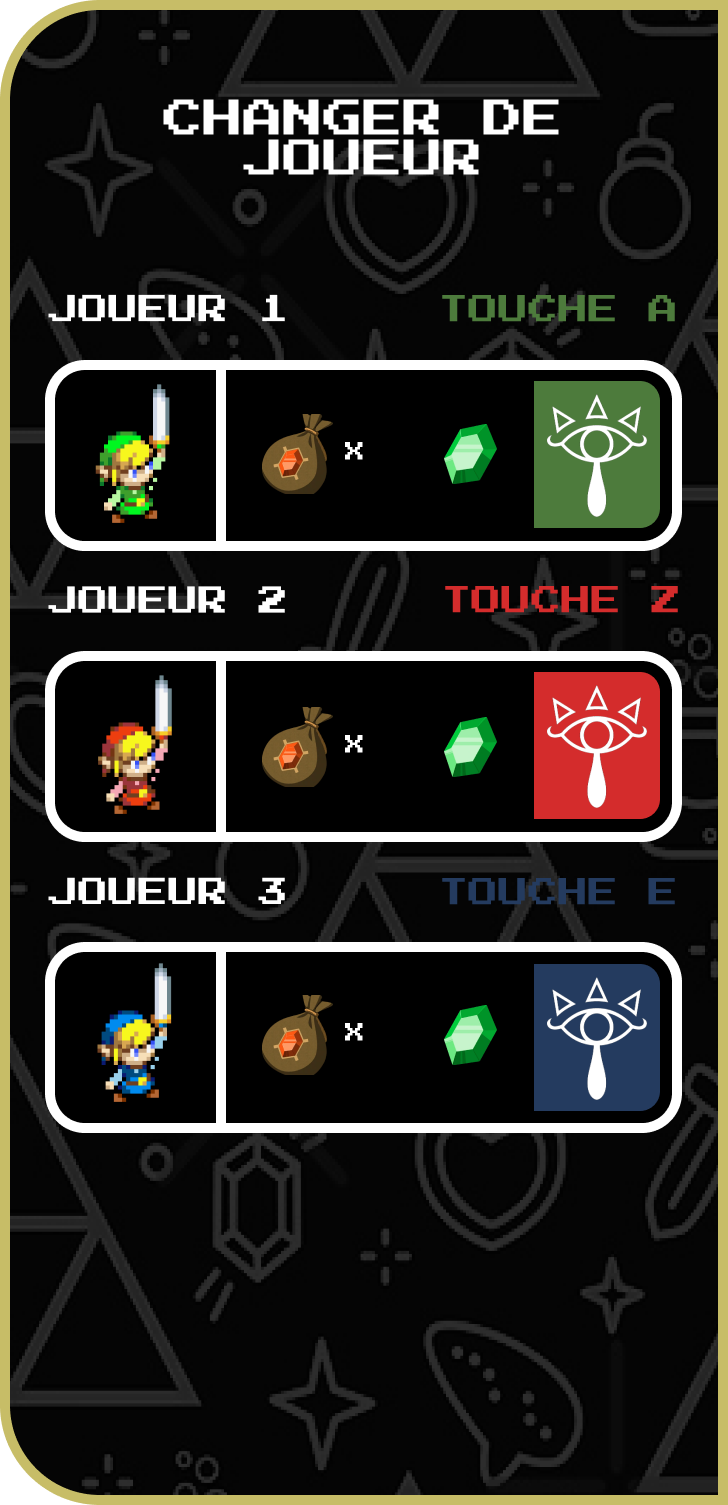 CHANGER DE
JOUEUR
JOUEUR 1 TOUCHE A
x
JOUEUR 2 TOUCHE Z
x
JOUEUR 3 TOUCHE E
x